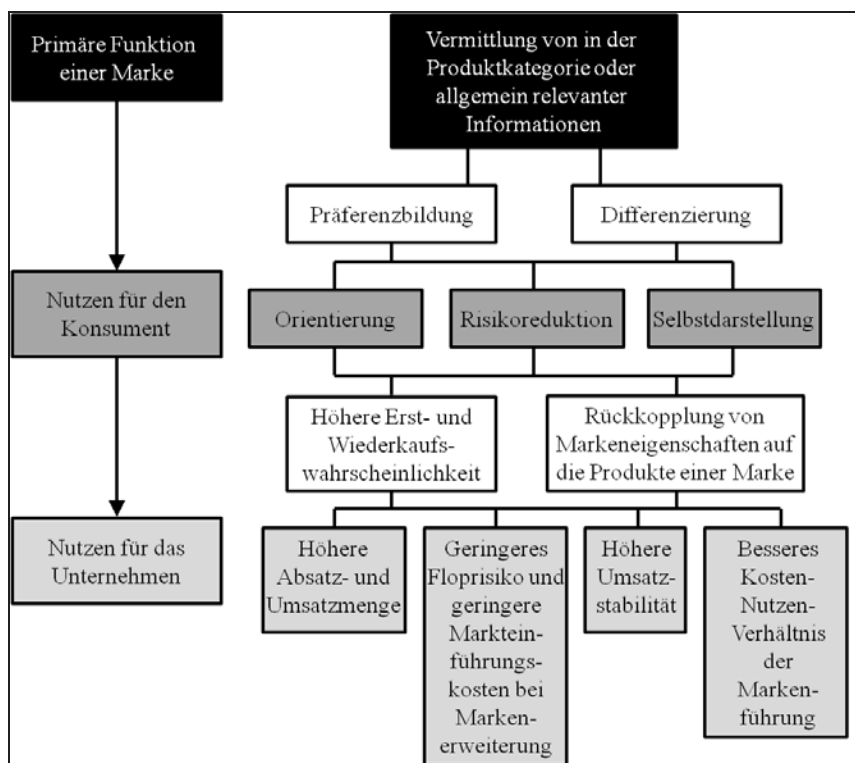 Primäre Funktion
einer Marke
Vermittlung von in der
Produktkategorie oder
allgemein relevanter
Informationen
Präferenzbildung
Differenzierung
Nutzen für den
Konsument
Orientierung
Risikoreduktion
Selbstdarstellung
Höhere Erst- und
Wiederkaufs-
wahrscheinlichkeit
Rückkopplung von
Markeneigenschaften auf
die Produkte einer Marke
Nutzen für das
Unternehmen
Höhere
Absatz- und
Umsatzmenge
Geringeres
Floprisiko und
geringere
Marktein-
führungs-
kosten bei
Marken-
erweiterung
Höhere
Umsatz-
stabilität
Besseres
Kosten-
Nutzen-
Verhältnis
der
Marken-
führung